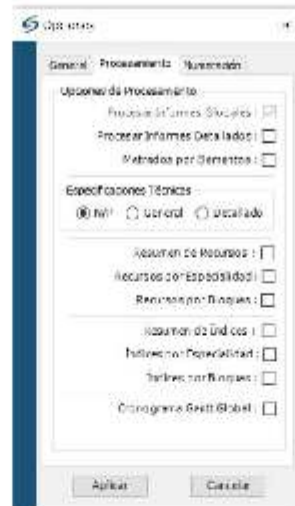 Opciones
General Procesamiento Numeración
Opciones de Procesamiento
Procesar Informes Globales :
Procesar Informes Detallados :
Metrados por Elementos :
Especificaciones Técnicas
General Detallado
Resumen de Recursos :
Recursos por Especialidad :
Recursos por Bloques :
Resumen de Índices :
Índices por Especialidad :
Índices por Bloques :
Cronograma Gantt Global :
Aplicar Cancelar